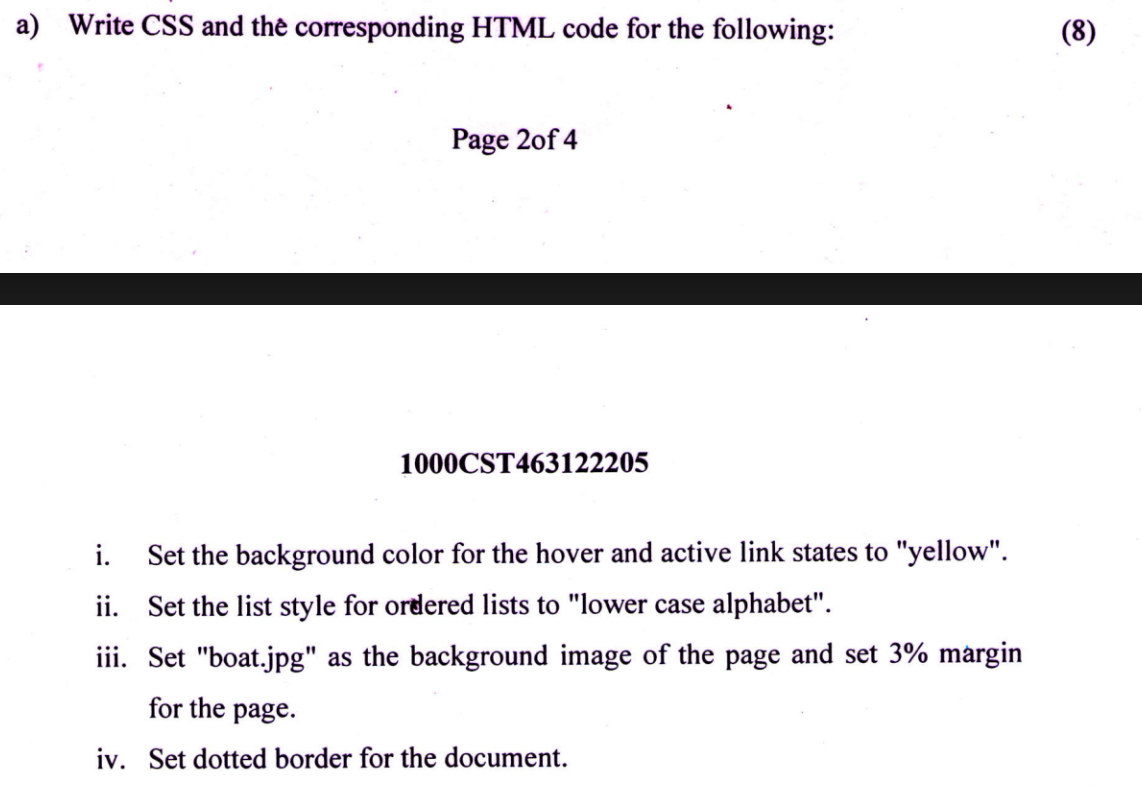 a) Write CSS and the corresponding HTML code for the following: (8)
Page 2of 4
1000CST463122205
i. Set the background color for the hover and active link states to "yellow".
ii. Set the list style for ordered lists to "lower case alphabet".
iii. Set "boat.jpg" as the background image of the page and set 3% margin
for the page.
iv. Set dotted border for the document.